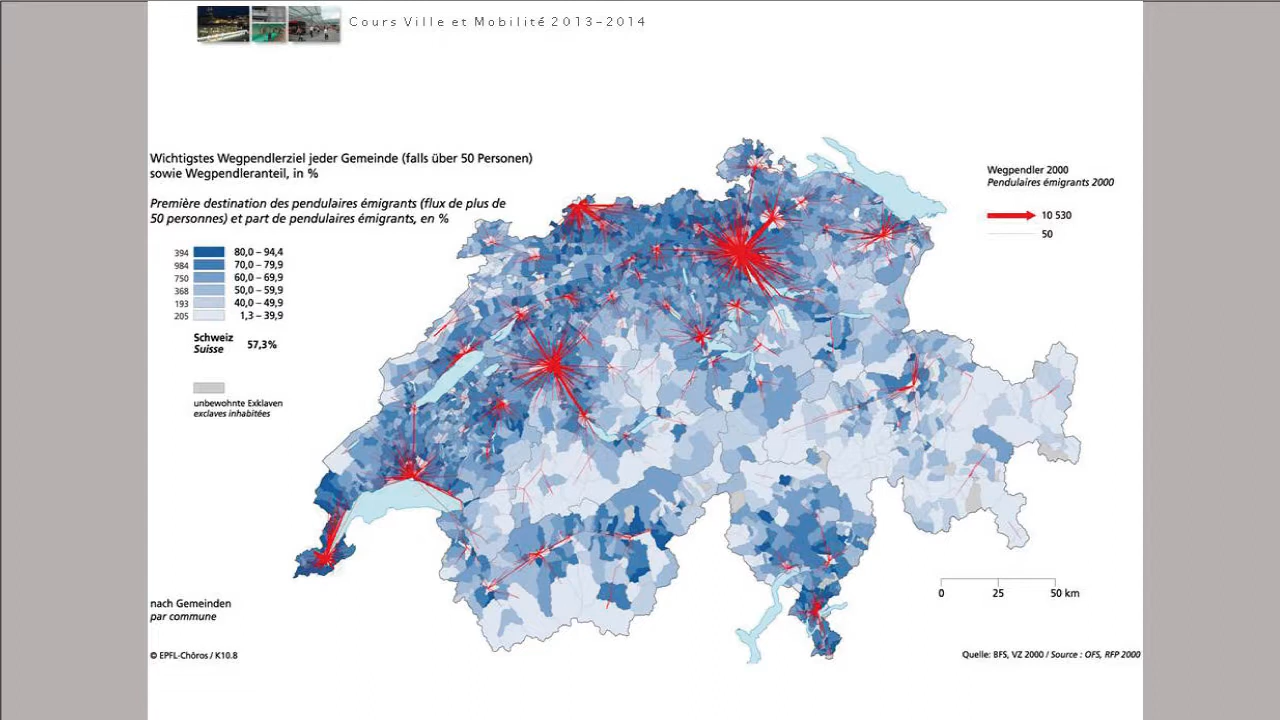 Cours Ville et Mobilité 2013-2014
Wichtigstes Wegpendlerziel jeder Gemeinde (falls über 50 Personen)
sowie Wegpendleranteil, in %
Première destination des pendulaires émigrants (flux de plus de
50 personnes) et part de pendulaires émigrants, en %
394 80,0 – 94,4
984 70,0 – 79,9
750 60,0 – 69,9
368 50,0 – 59,9
193 40,0 – 49,9
205 1,3 – 39,9
Schweiz
Suisse
57,3%
unbewohnte Exklaven
exclaves inhabitées
Wegpendler 2000
Pendulaires émigrants 2000
10 530
50
0 25 50 km
nach Gemeinden
par commune
© EPFL-Chôros / K10.8
Quelle: BFS, VZ 2000 / Source : OFS, RFP 2000